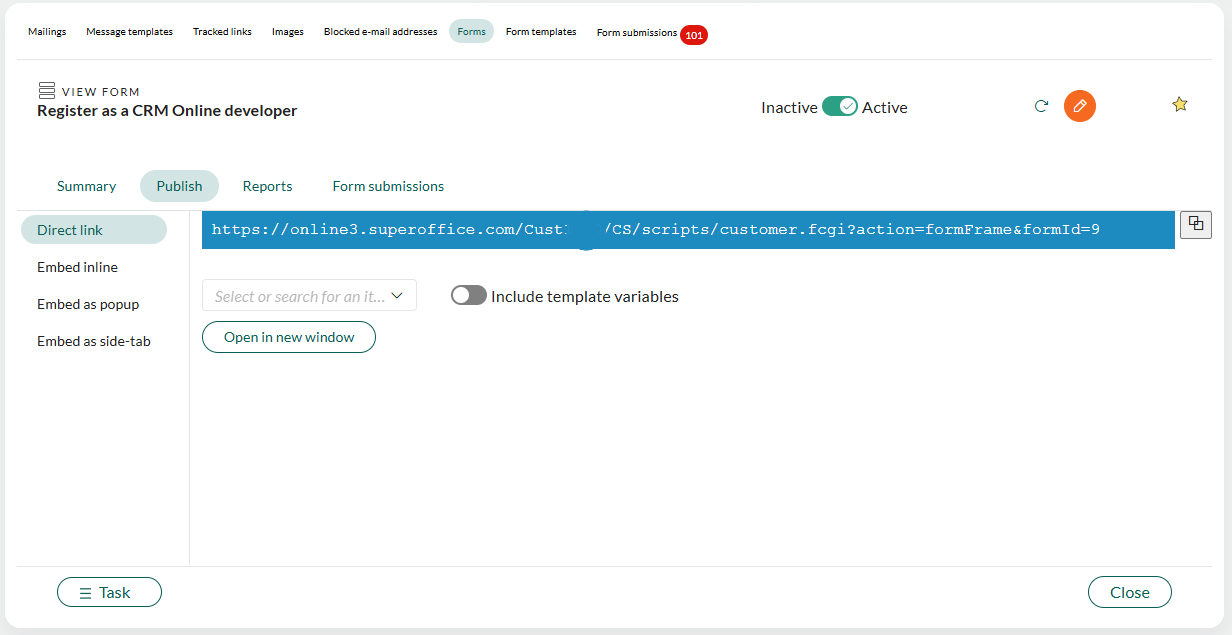 Mailings Message templates Tracked links Images Blocked e-mail addresses Forms Form templates Form submissions 101
VIEW FORM
Register as a CRM Online developer
Inactive Active
Summary Publish Reports Form submissions
Direct link
Embed inline
Embed as popup
Embed as side-tab
https://online3.superoffice.com/Cust /CS/scripts/customer.fcgi?action=formFrame&formId=9
Select or search for an it... Include template variables
Open in new window
Task Close